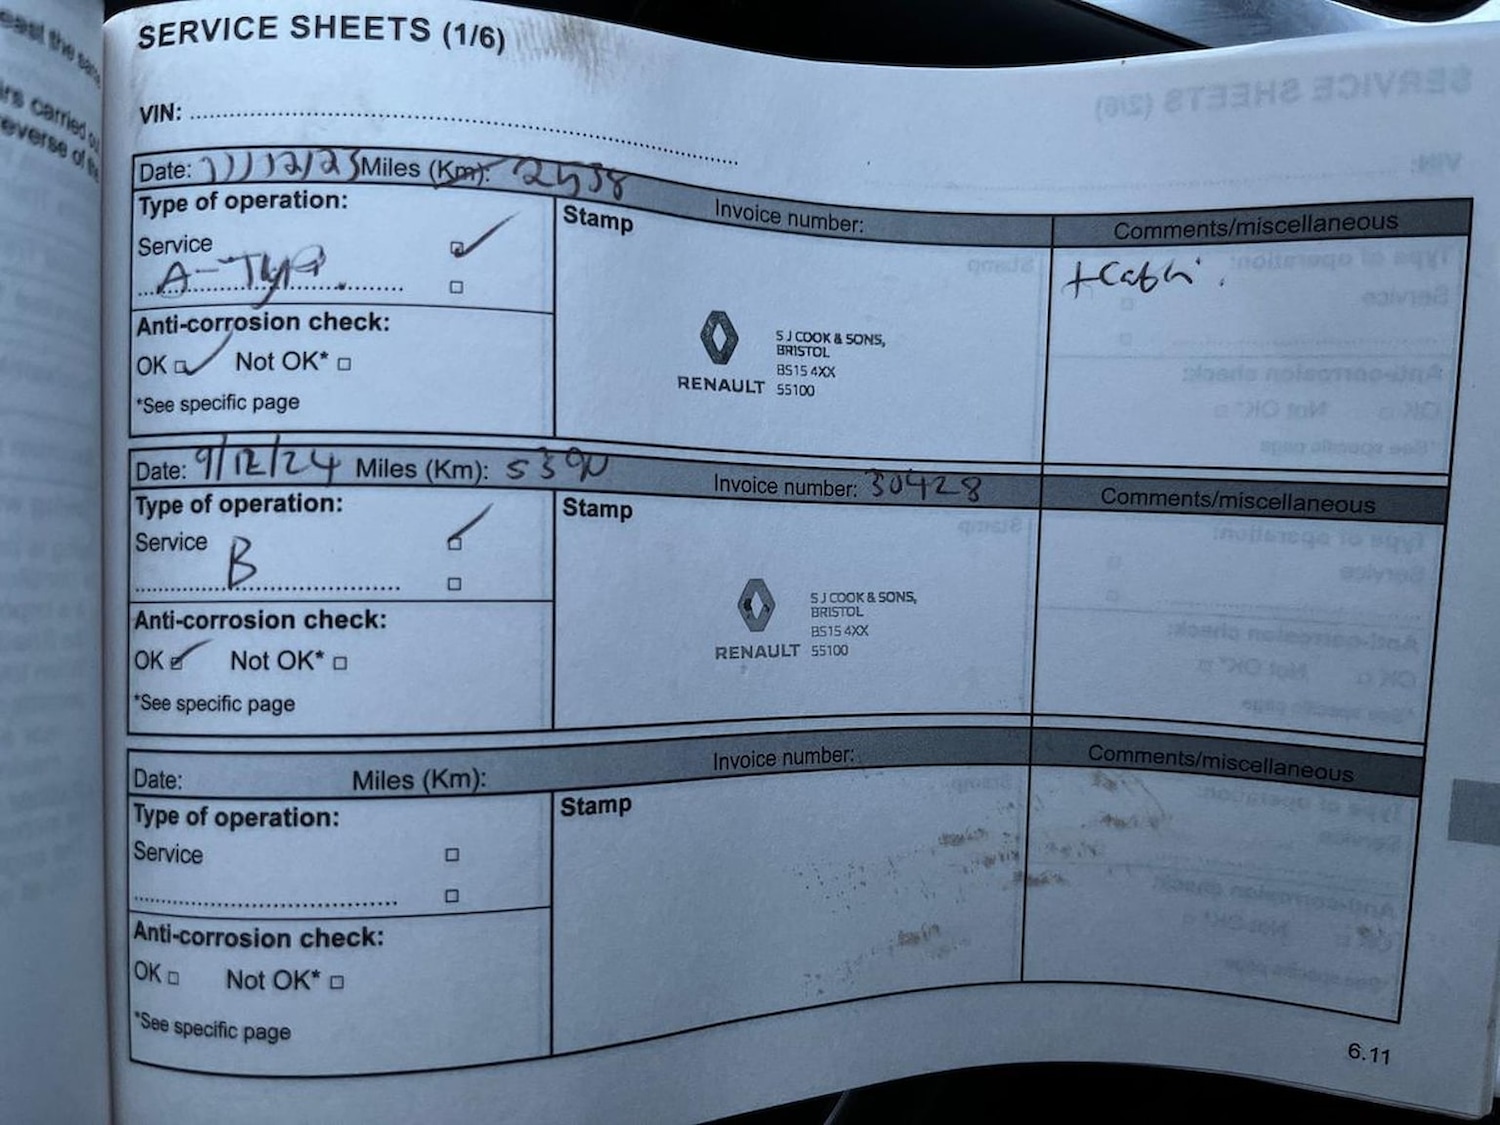 SERVICE SHEETS (1/6)
VIN:
Date: 11/12/23 Miles (Km): 2538
Type of operation:
Service
A-Type
Anti-corrosion check:
OK Not OK*
*See specific page
Stamp
Invoice number:
RENAULT
S J COOK & SONS,
BRISTOL
BS15 4XX
55100
Comments/miscellaneous
Date: 9/12/24 Miles (Km): 5390
Type of operation:
Service
B
Anti-corrosion check:
OK Not OK*
*See specific page
Stamp
Invoice number: 30428
RENAULT
S J COOK & SONS,
BRISTOL
BS15 4XX
55100
Comments/miscellaneous
Date: Miles (Km):
Type of operation:
Service
Anti-corrosion check:
OK Not OK*
*See specific page
Stamp
Invoice number:
Comments/miscellaneous
6.11